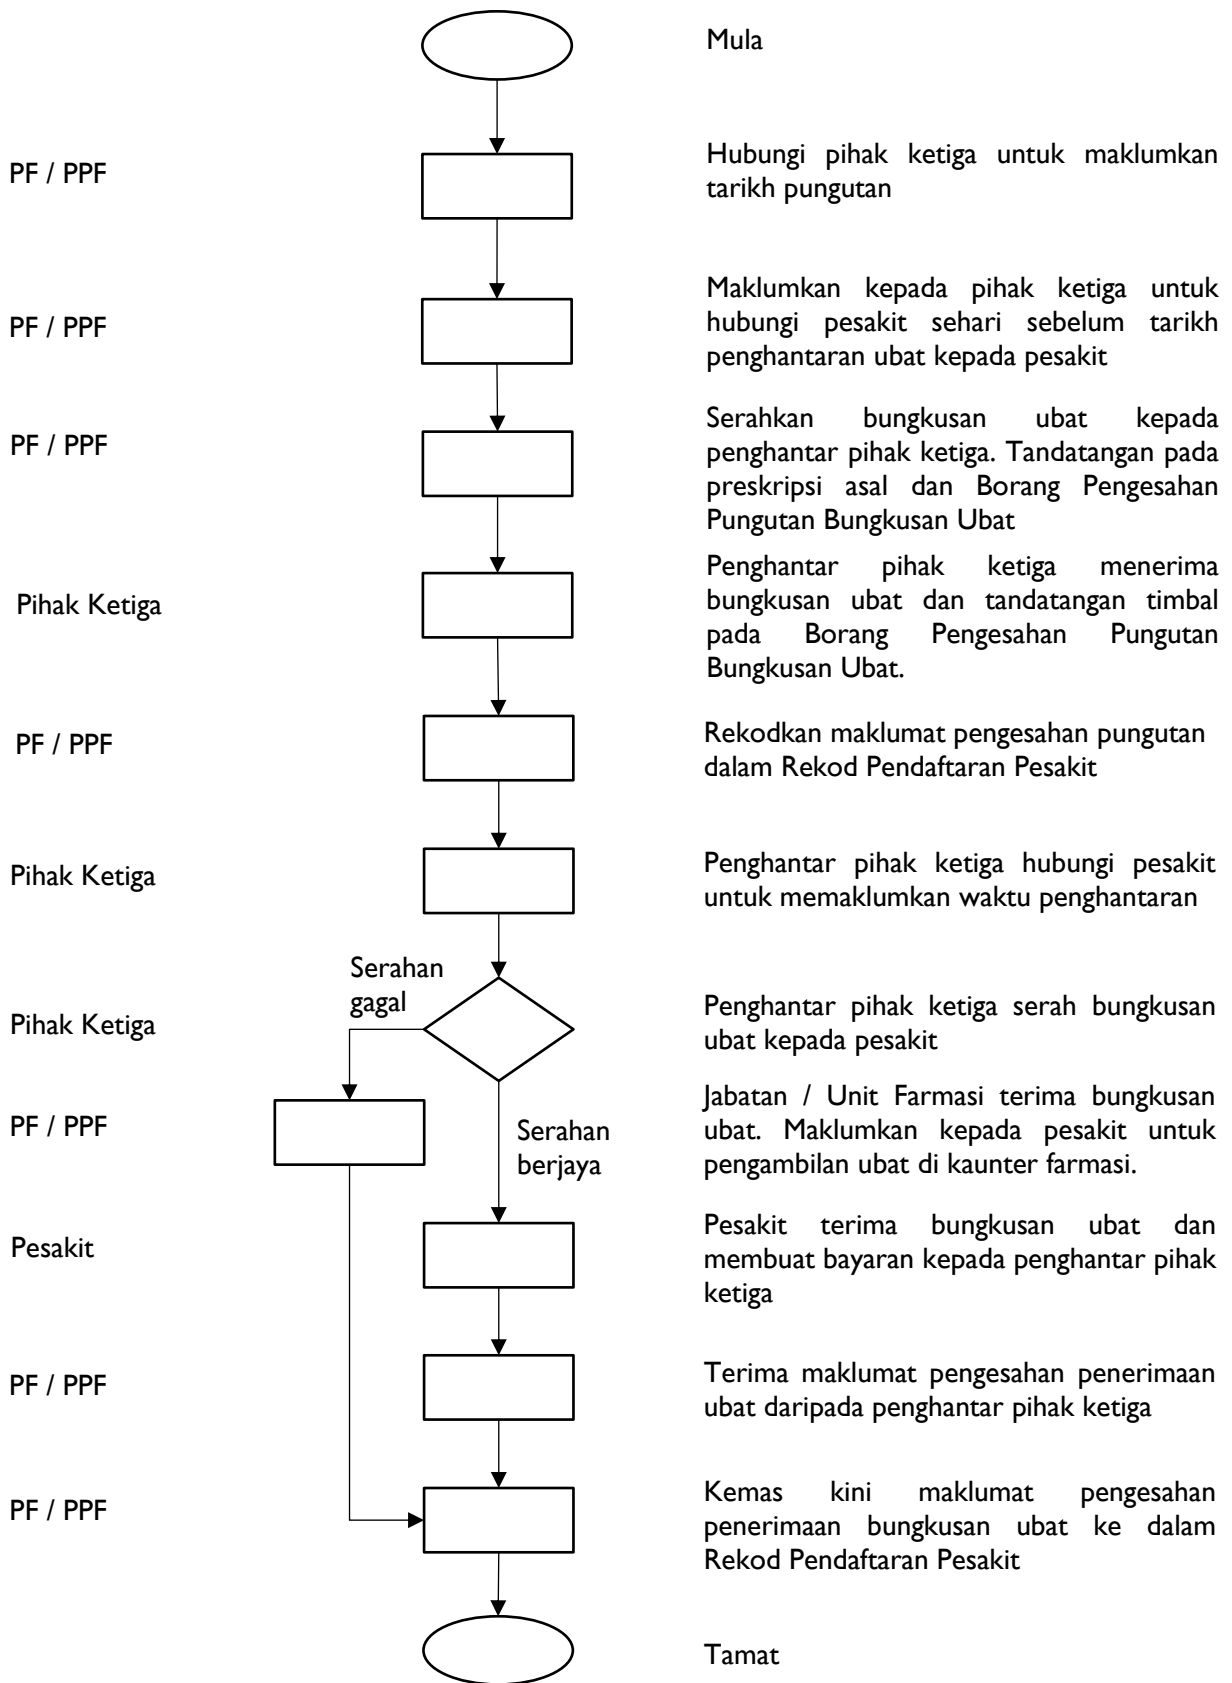 Mula
PF / PPF
Hubungi pihak ketiga untuk maklumkan
tarikh pungutan
PF / PPF
Maklumkan kepada pihak ketiga untuk
hubungi pesakit sehari sebelum tarikh
penghantaran ubat kepada pesakit
PF / PPF
Serahkan bungkusan ubat kepada
penghantar pihak ketiga. Tandatangan pada
preskripsi asal dan Borang Pengesahan
Pungutan Bungkusan Ubat
Pihak Ketiga
Penghantar pihak ketiga menerima
bungkusan ubat dan tandatangan timbal
pada Borang Pengesahan Pungutan
Bungkusan Ubat.
PF / PPF
Rekodkan maklumat pengesahan pungutan
dalam Rekod Pendaftaran Pesakit
Pihak Ketiga
Penghantar pihak ketiga hubungi pesakit
untuk memaklumkan waktu penghantaran
Serahan
gagal
Pihak Ketiga
Penghantar pihak ketiga serah bungkusan
ubat kepada pesakit
PF / PPF
Serahan
berjaya
Jabatan / Unit Farmasi terima bungkusan
ubat. Maklumkan kepada pesakit untuk
pengambilan ubat di kaunter farmasi.
Pesakit
Pesakit terima bungkusan ubat dan
membuat bayaran kepada penghantar pihak
ketiga
PF / PPF
Terima maklumat pengesahan penerimaan
ubat daripada penghantar pihak ketiga
PF / PPF
Kemas kini maklumat pengesahan
penerimaan bungkusan ubat ke dalam
Rekod Pendaftaran Pesakit
Tamat